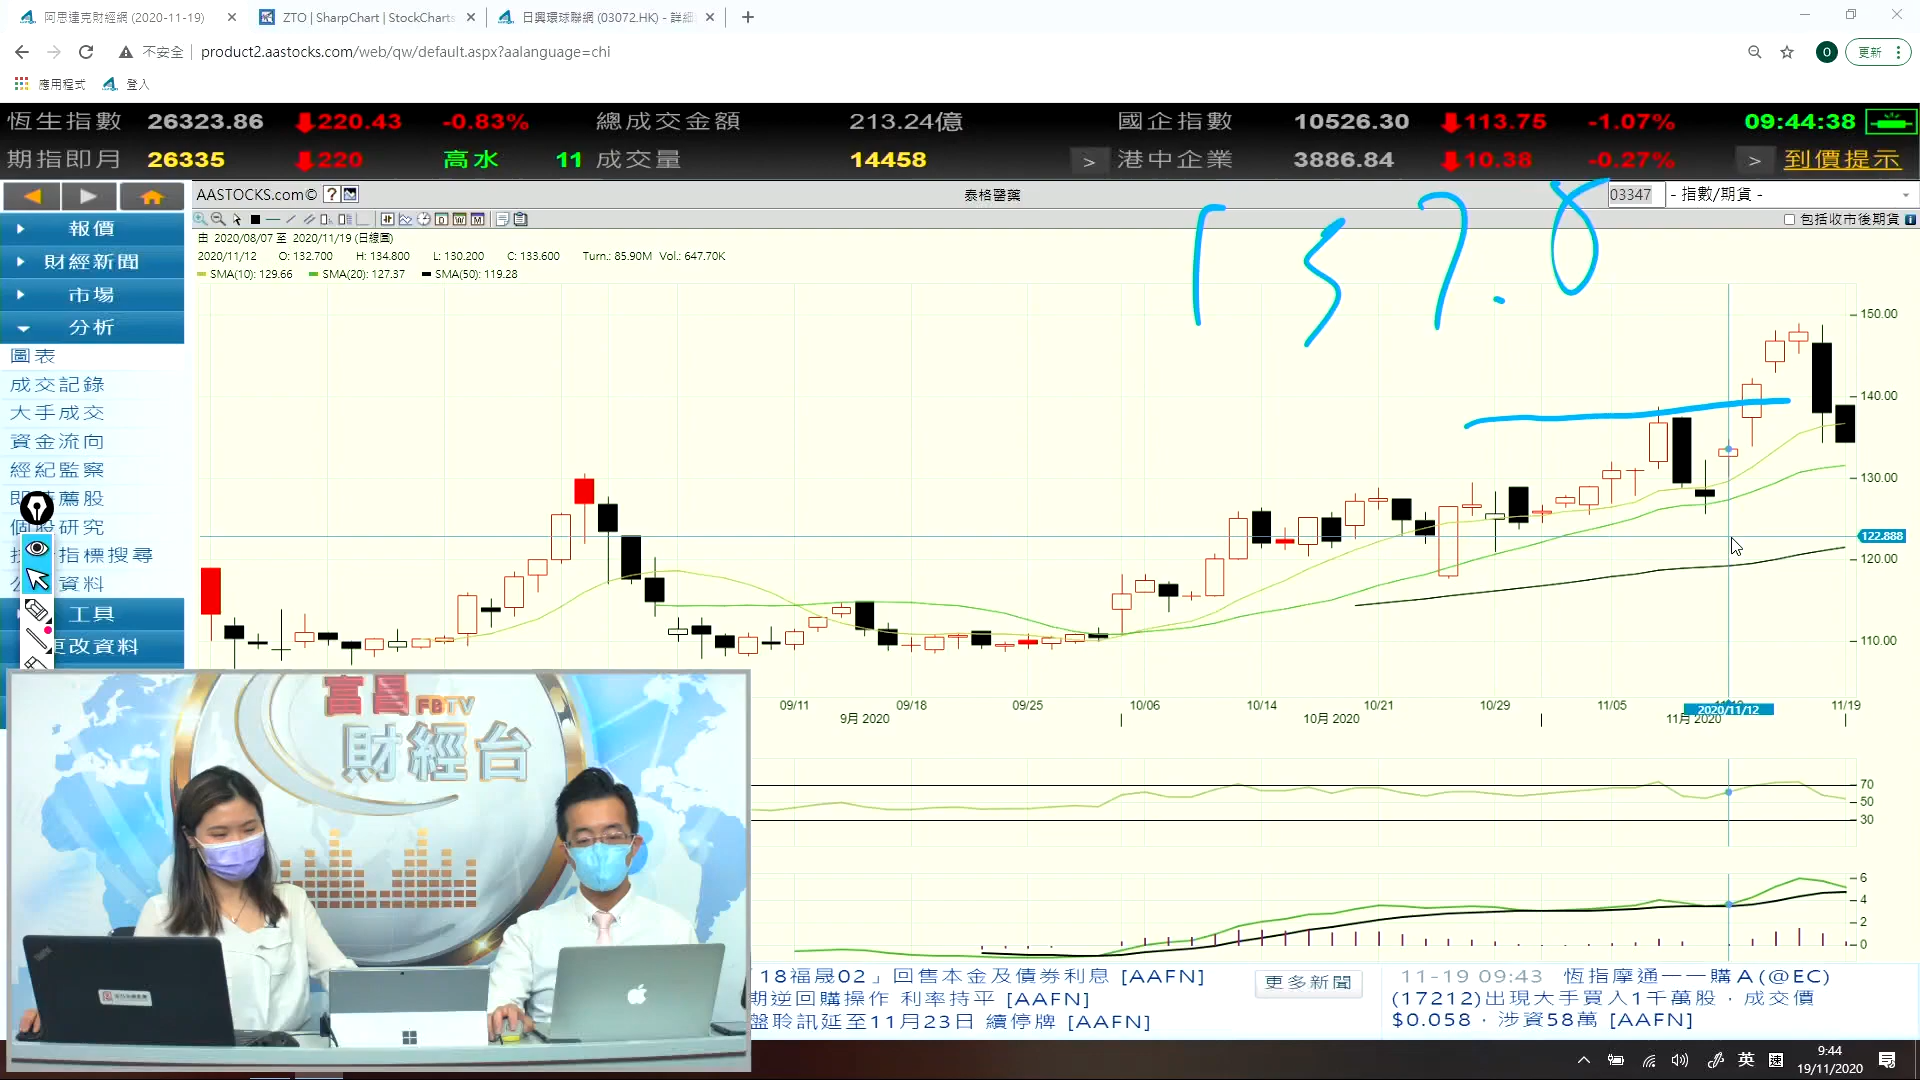 阿思達克財經網 (2020-11-19)
ZTO | SharpChart | StockCharts
日興環球聯網 (03072.HK) - 詳細
不安全
product2.aastocks.com/web/qw/default.aspx?aalanguage=chi
O
更新
應用程式
登入
恆生指數 26323.86 220.43 -0.83% 總成交金額 213.24億 國企指數 10526.30 113.75 -1.07% 09:44:38
期指即月 26335 220 高水 11 成交量 14458 > 港中企業 3886.84 10.38 -0.27% > 到價提示
AASTOCKS.com© ?
泰格醫藥
03347
- 指數/期貨 -
包括收市後期貨
由 2020/08/07 至 2020/11/19 (日線圖)
2020/11/12 O: 132.700 H: 134.800 L: 130.200 C: 133.600 Turn.: 85.90M Vol.: 647.70K
SMA(10): 129.66 SMA(20): 127.37 SMA(50): 119.28
137.8
報價
財經新聞
市場
分析
圖表
成交記錄
大手成交
資金流向
經紀監察
薦股
研究
指標搜尋
資料
工具
更改資料
150.00
140.00
130.00
122.888
120.00
110.00
09/11 09/18 09/25 10/06 10/14 10/21 10/29 11/05 2020/11/12 11/19
9月 2020 10月 2020 11月 2020
70
50
30
6
4
2
0
富昌
FBTV
財經台
18福晟02」回售本金及債券利息 [AAFN]
期逆回購操作 利率持平 [AAFN]
盤聆訊延至11月23日 續停牌 [AAFN]
更多新聞
11-19 09:43 恆指摩通一一購A(@EC)
(17212)出現大手買入1千萬股，成交價
$0.058，涉資58萬 [AAFN]
英
速
9:44
19/11/2020